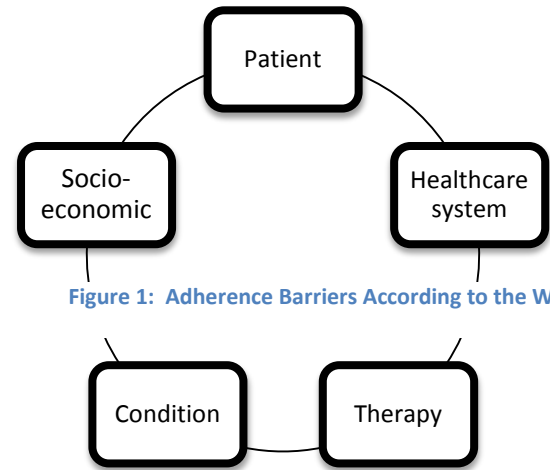 Patient
Socio-
economic
Healthcare
system
Figure 1:  Adherence Barriers According to the W
Condition
Therapy